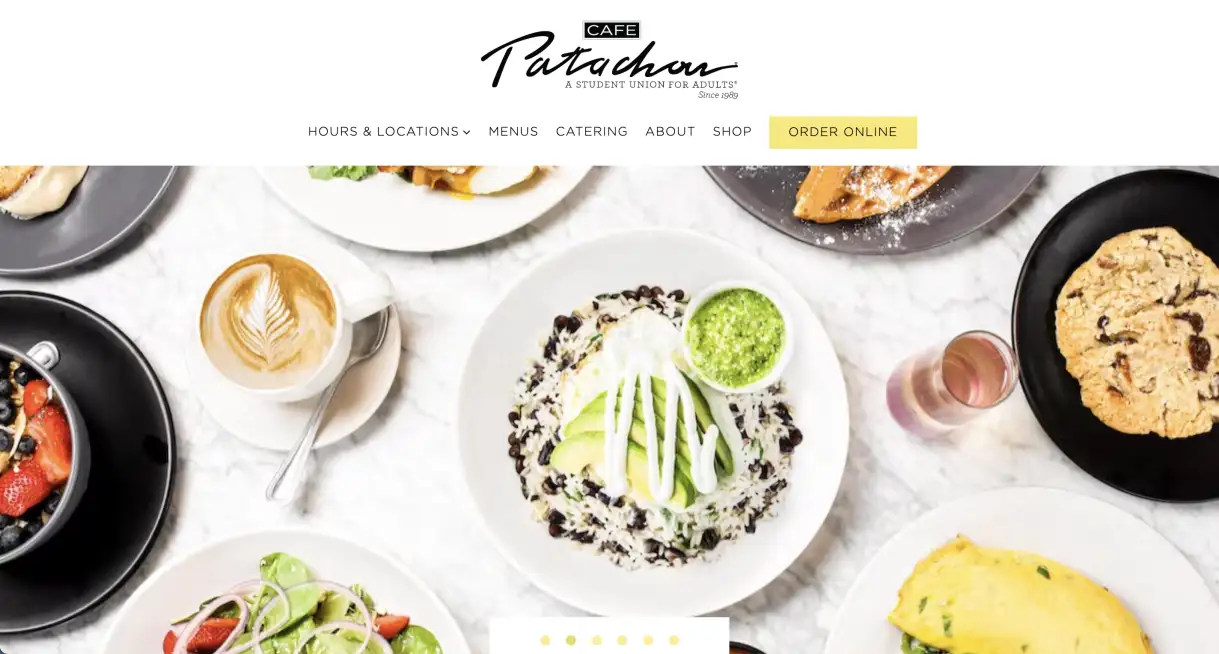 CAFE
Patachou
A STUDENT UNION FOR ADULTS®
Since 1989
HOURS & LOCATIONS
MENUS
CATERING
ABOUT
SHOP
ORDER ONLINE